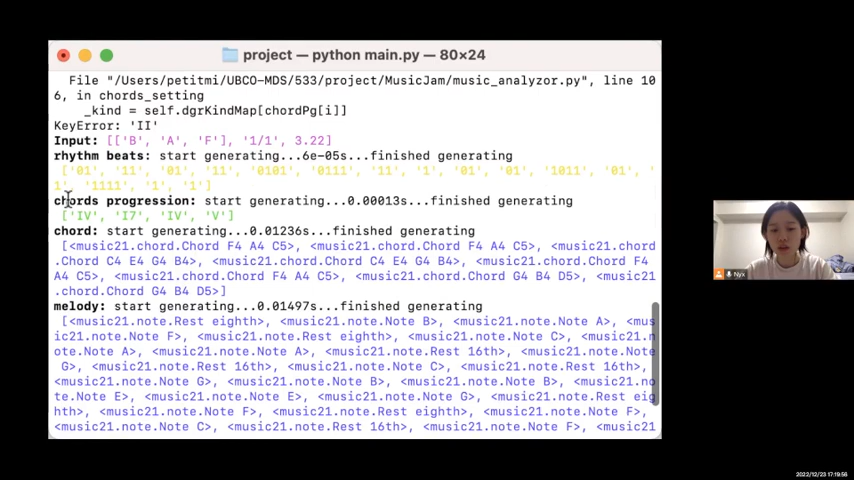 project — python main.py — 80×24
File "/Users/petitmi/UBCO-MDS/533/project/MusicJam/music_analyzor.py", line 10
6, in chords_setting
_kind = self.dgrKindMap[chordPg[i]]
KeyError: 'II'
Input: [['B', 'A', 'F'], '1/1', 3.22]
rhythm beats: start generating...6e-05s...finished generating
['01', '11', '01', '11', '0101', '0111', '11', '1', '01', '01', '1011', '01', '
1', '1111', '1', '1']
chords progression: start generating...0.00013s...finished generating
['IV', 'I7', 'IV', 'V']
chord: start generating...0.01236s...finished generating
[<music21.chord.Chord F4 A4 C5>, <music21.chord.Chord F4 A4 C5>, <music21.chord
.Chord C4 E4 G4 B4>, <music21.chord.Chord C4 E4 G4 B4>, <music21.chord.Chord F4
A4 C5>, <music21.chord.Chord F4 A4 C5>, <music21.chord.Chord G4 B4 D5>, <music21
.chord.Chord G4 B4 D5>]
melody: start generating...0.01497s...finished generating
[<music21.note.Rest eighth>, <music21.note.Note B>, <music21.note.Note A>, <mus
ic21.note.Note F>, <music21.note.Rest eighth>, <music21.note.Note C>, <music21.n
ote.Note A>, <music21.note.Note A>, <music21.note.Rest 16th>, <music21.note.Note
G>, <music21.note.Rest 16th>, <music21.note.Note C>, <music21.note.Rest 16th>,
<music21.note.Note G>, <music21.note.Note B>, <music21.note.Note B>, <music21.no
te.Note E>, <music21.note.Note E>, <music21.note.Note G>, <music21.note.Rest eig
hth>, <music21.note.Note F>, <music21.note.Rest eighth>, <music21.note.Note F>,
<music21.note.Note C>, <music21.note.Rest 16th>, <music21.note.Note F>, <music21
Nyx
2022/12/23 17:19:56